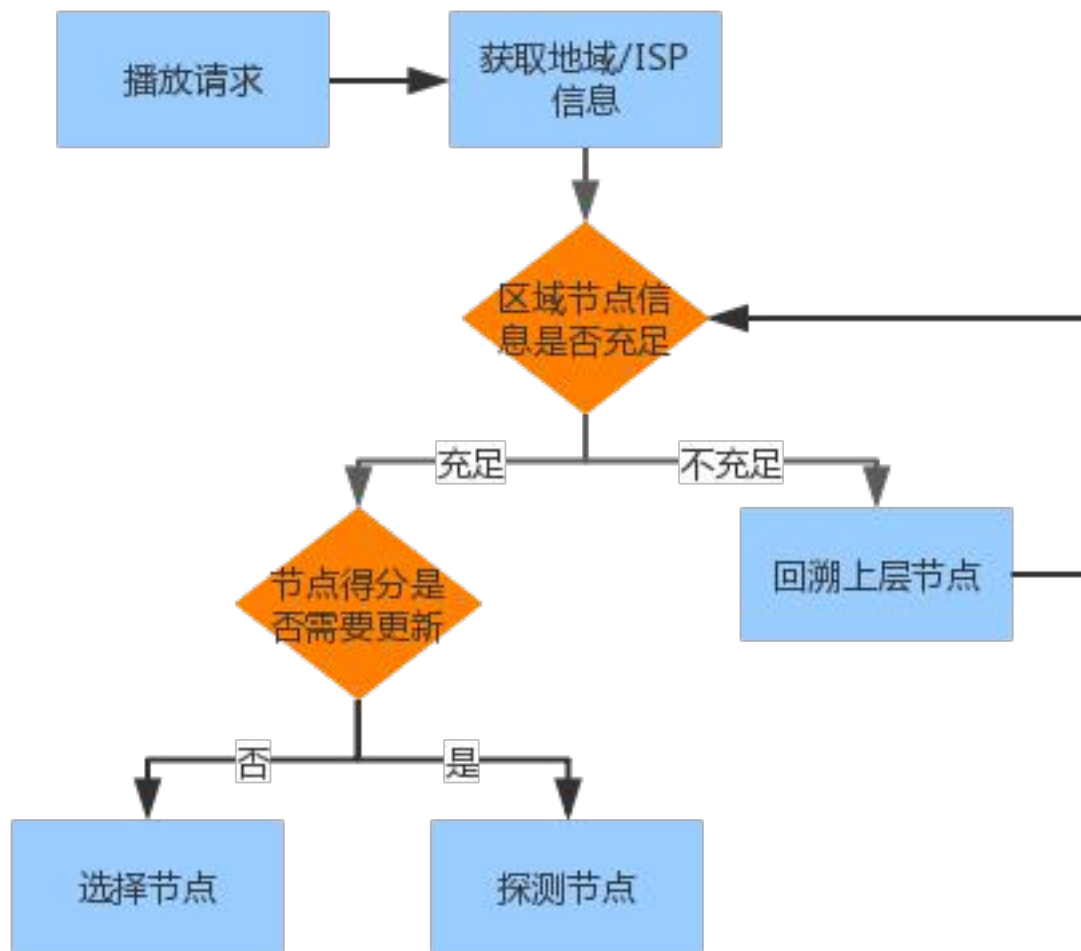 播放请求
获取地域/ISP
信息
区域节点信
息是否充足
充足
不充足
节点得分是
否需要更新
回溯上层节点
否
是
选择节点
探测节点